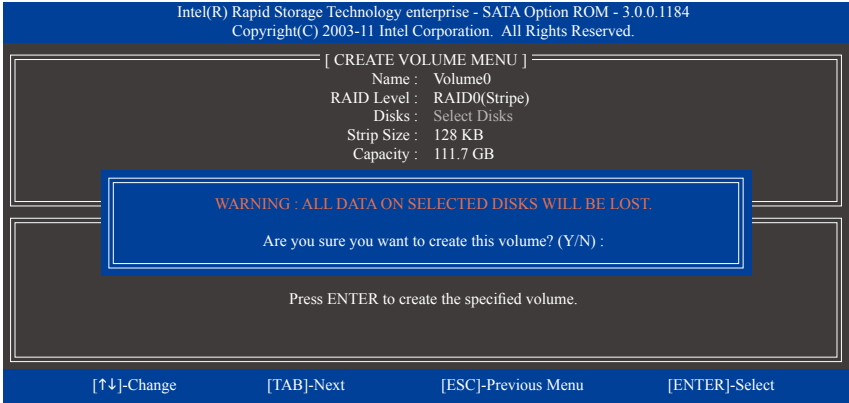 Intel(R) Rapid Storage Technology enterprise - SATA Option ROM - 3.0.0.1184
Copyright(C) 2003-11 Intel Corporation. All Rights Reserved.
[ CREATE VOLUME MENU ]
Name : Volume0
RAID Level : RAID0(Stripe)
Disks : Select Disks
Strip Size : 128 KB
Capacity : 111.7 GB
WARNING : ALL DATA ON SELECTED DISKS WILL BE LOST.
Are you sure you want to create this volume? (Y/N) :
Press ENTER to create the specified volume.
[↑↓]-Change [TAB]-Next [ESC]-Previous Menu [ENTER]-Select